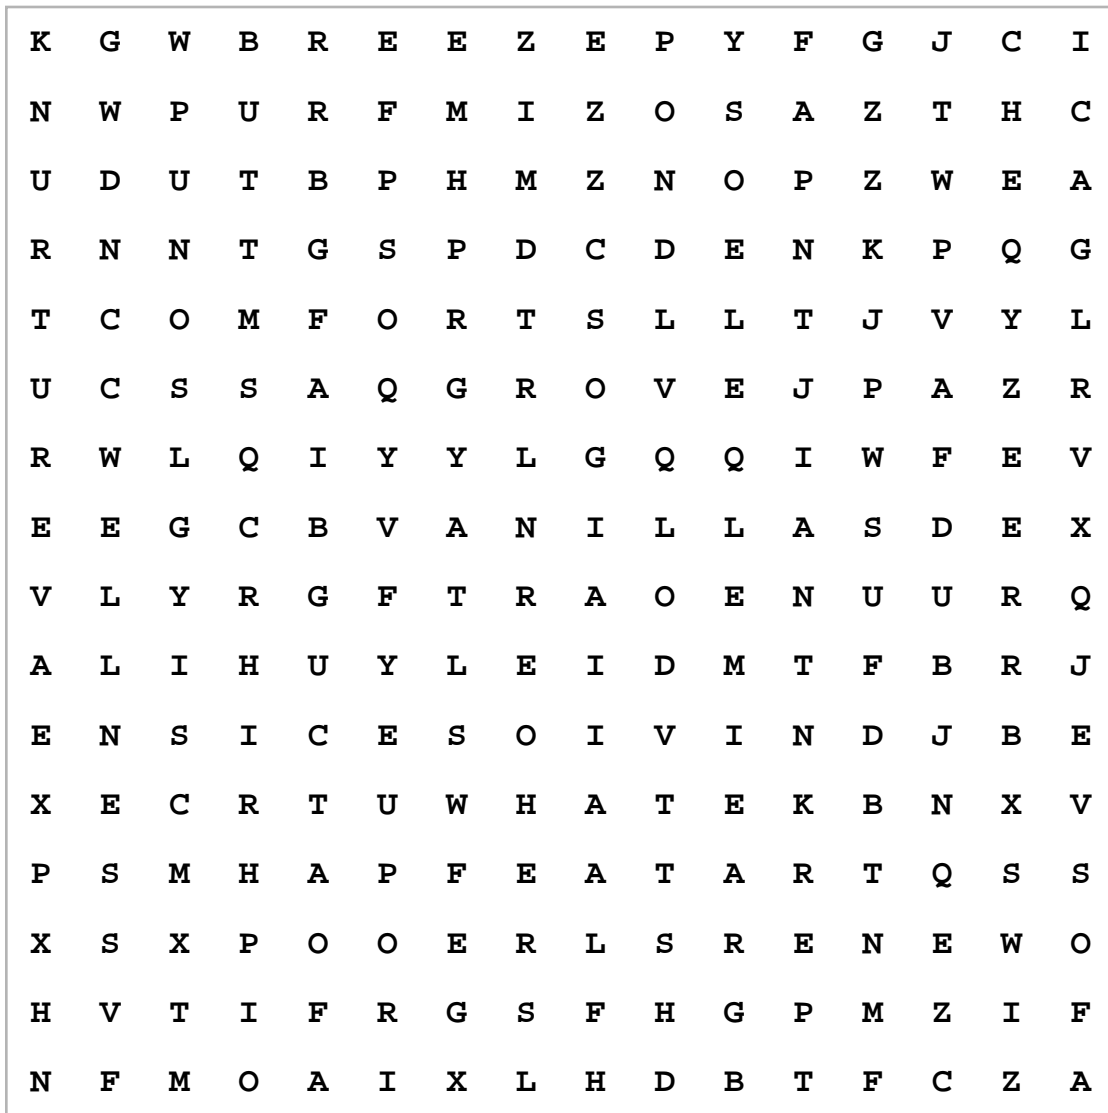 K G W B R E E Z E P Y F G J C I
N W P U R F M I Z O S A Z T H C
U D U T B P H M Z N O P Z W E A
R N N T G S P D C D E N K P Q G
T C O M F O R T S L L T J V Y L
U C S S A Q G R O V E J P A Z R
R W L Q I Y Y L G Q Q I W F E V
E E G C B V A N I L L A S D E X
V L Y R G F T R A O E N U U R Q
A L I H U Y L E I D M T F B R J
E N S I C E S O I V I N D J B E
X E C R T U W H A T E K B N X V
P S M H A P F E A T A R T Q S S
X S X P O O E R L S R E N E W O
H V T I F R G S F H G P M Z I F
N F M O A I X L H D B T F C Z A